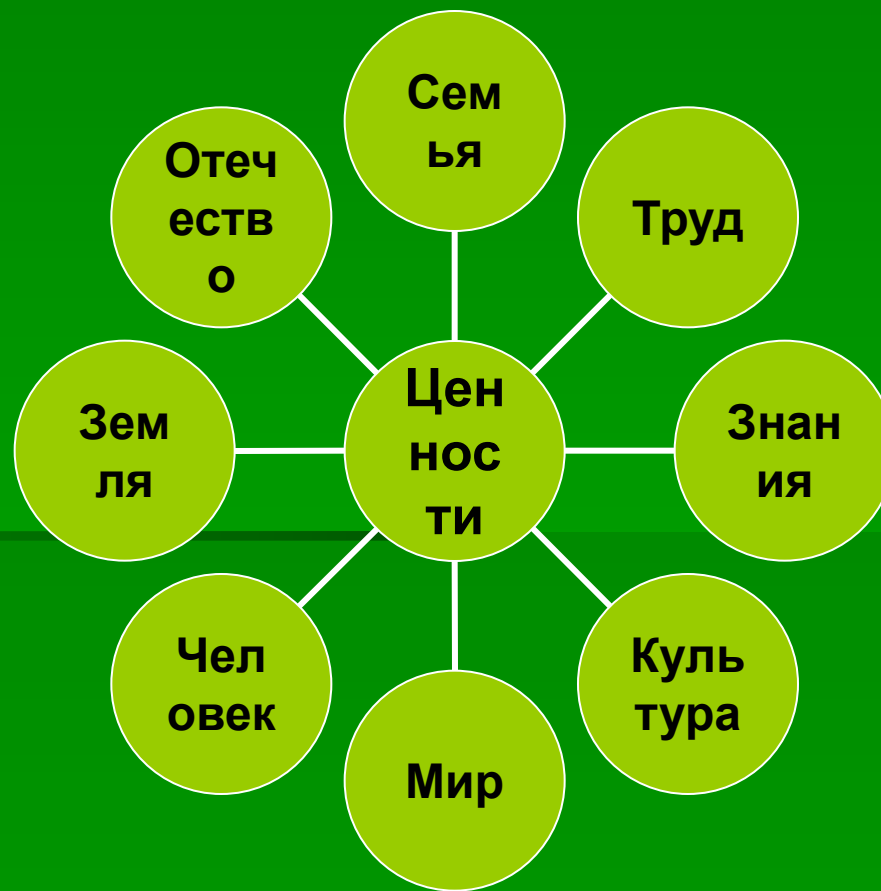 Сем
ья
Труд
Знан
ия
Куль
тура
Мир
Чел
овек
Зем
ля
Отеч
еств
о
Цен
нос
ти